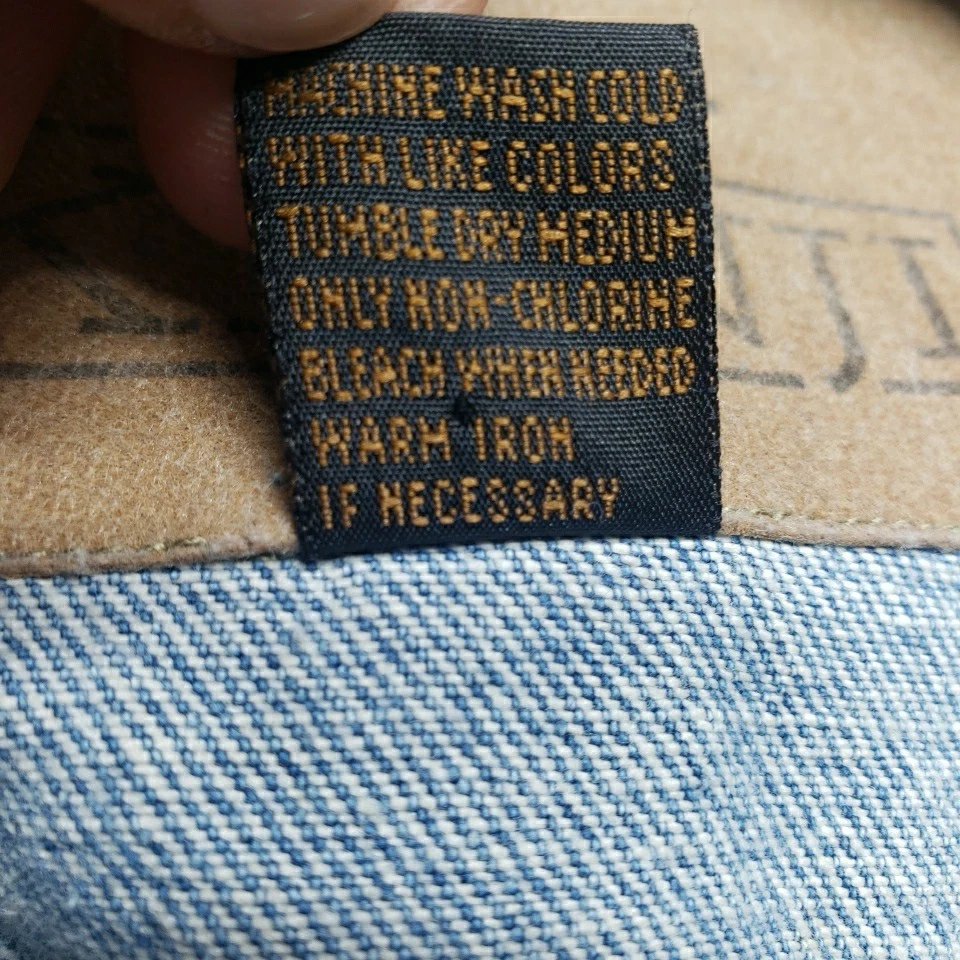 MACHINE WASH COLD
WITH LIKE COLORS
TUMBLE DRY MEDIUM
ONLY NON-CHLORINE
BLEACH WHEN NEEDED
WARM IRON
IF NECESSARY